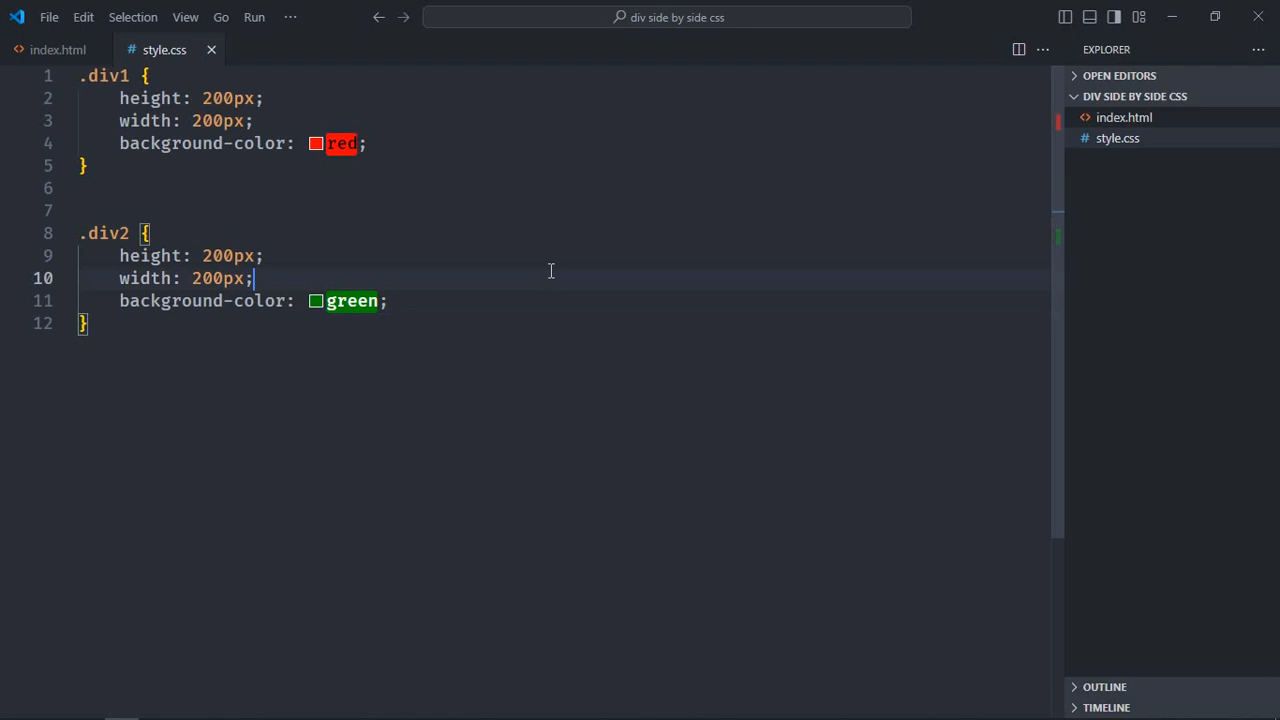 File Edit Selection View Go Run ···
div side by side css
index.html
style.css
EXPLORER
1 .div1 {
2 height: 200px;
3 width: 200px;
4 background-color: red;
5 }
6
7
8 .div2 {
9 height: 200px;
10 width: 200px;
11 background-color: green;
12 }
OPEN EDITORS
DIV SIDE BY SIDE CSS
index.html
style.css
OUTLINE
TIMELINE